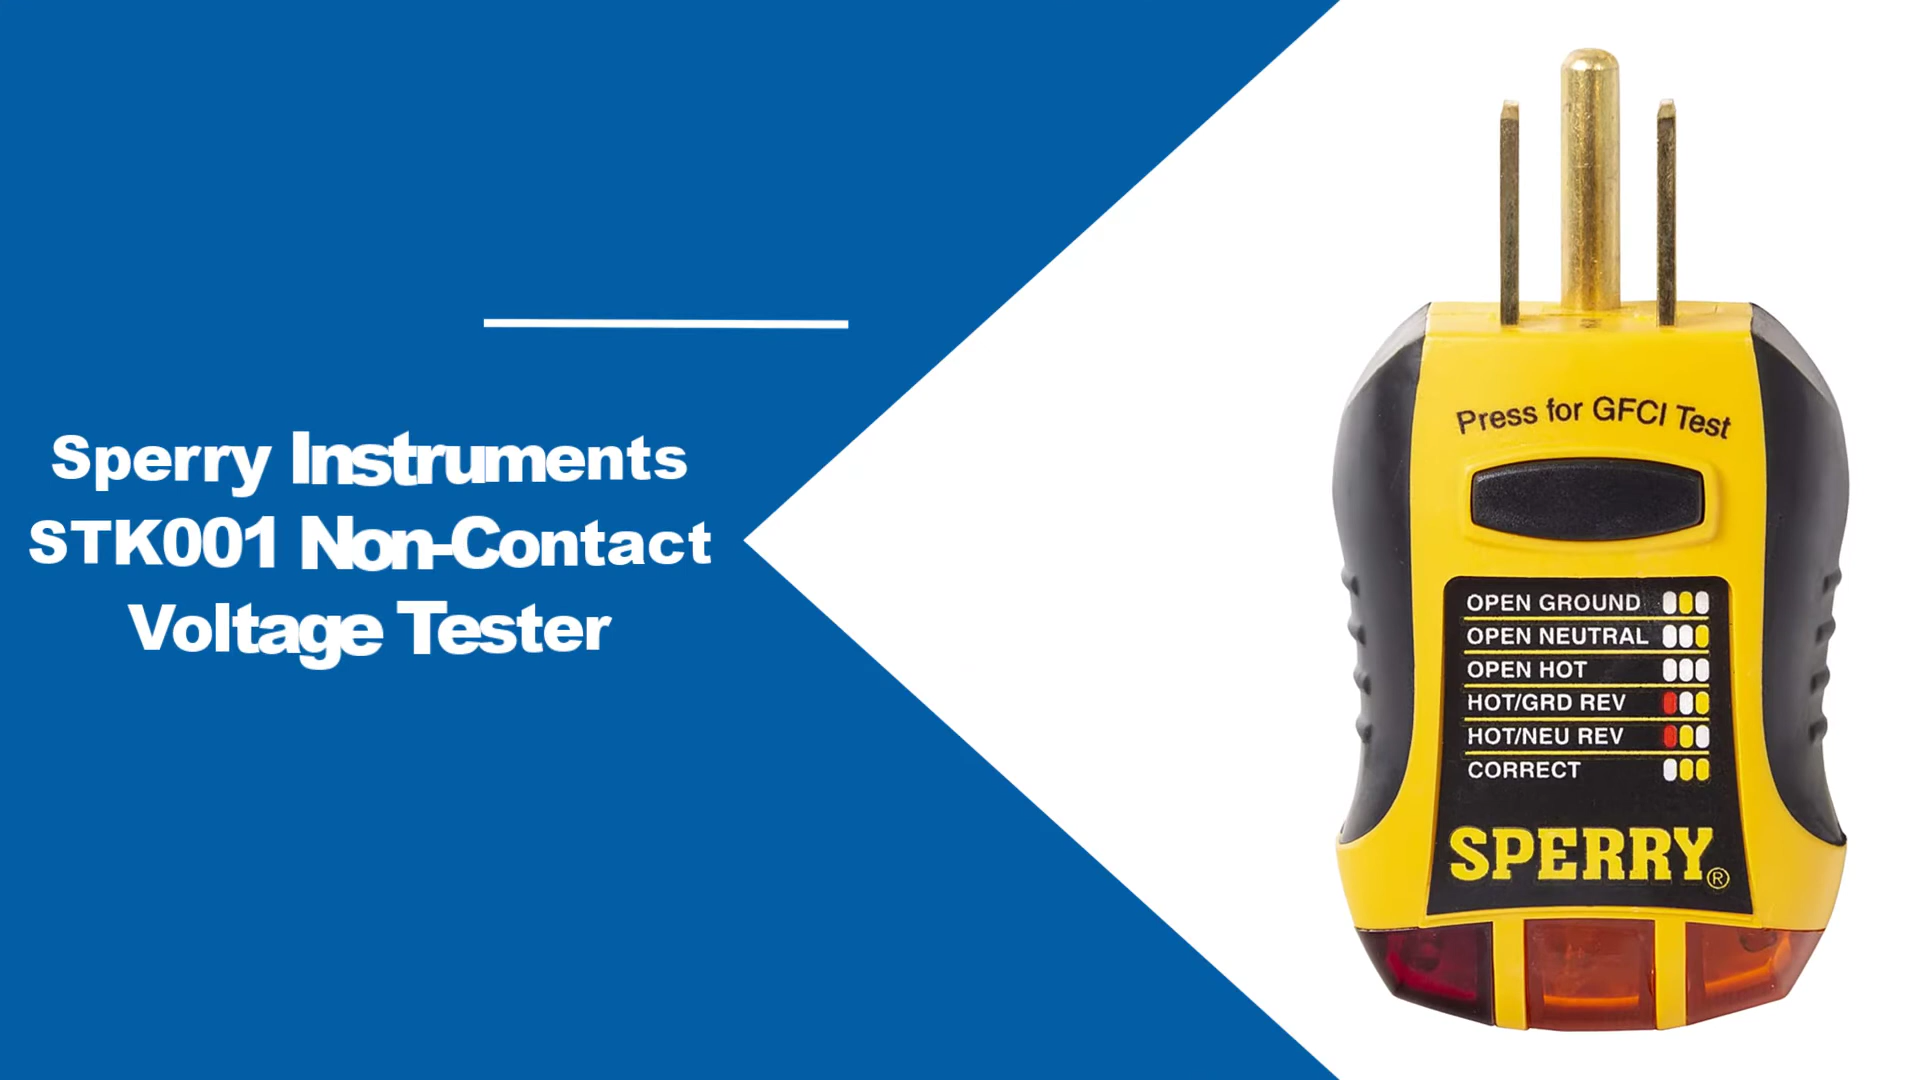 Sperry Instruments
STK001 Non-Contact
Voltage Tester
Press for GFCI Test
OPEN GROUND
OPEN NEUTRAL
OPEN HOT
HOT/GRD REV
HOT/NEU REV
CORRECT
SPERRY®